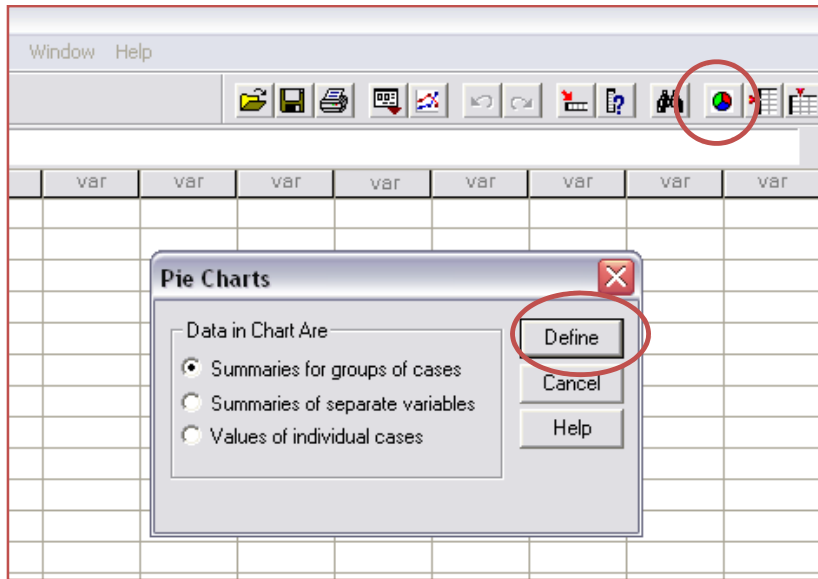 Window Help
var var var var var var var var
Pie Charts
Data in Chart Are
Summaries for groups of cases
Summaries of separate variables
Values of individual cases
Define
Cancel
Help